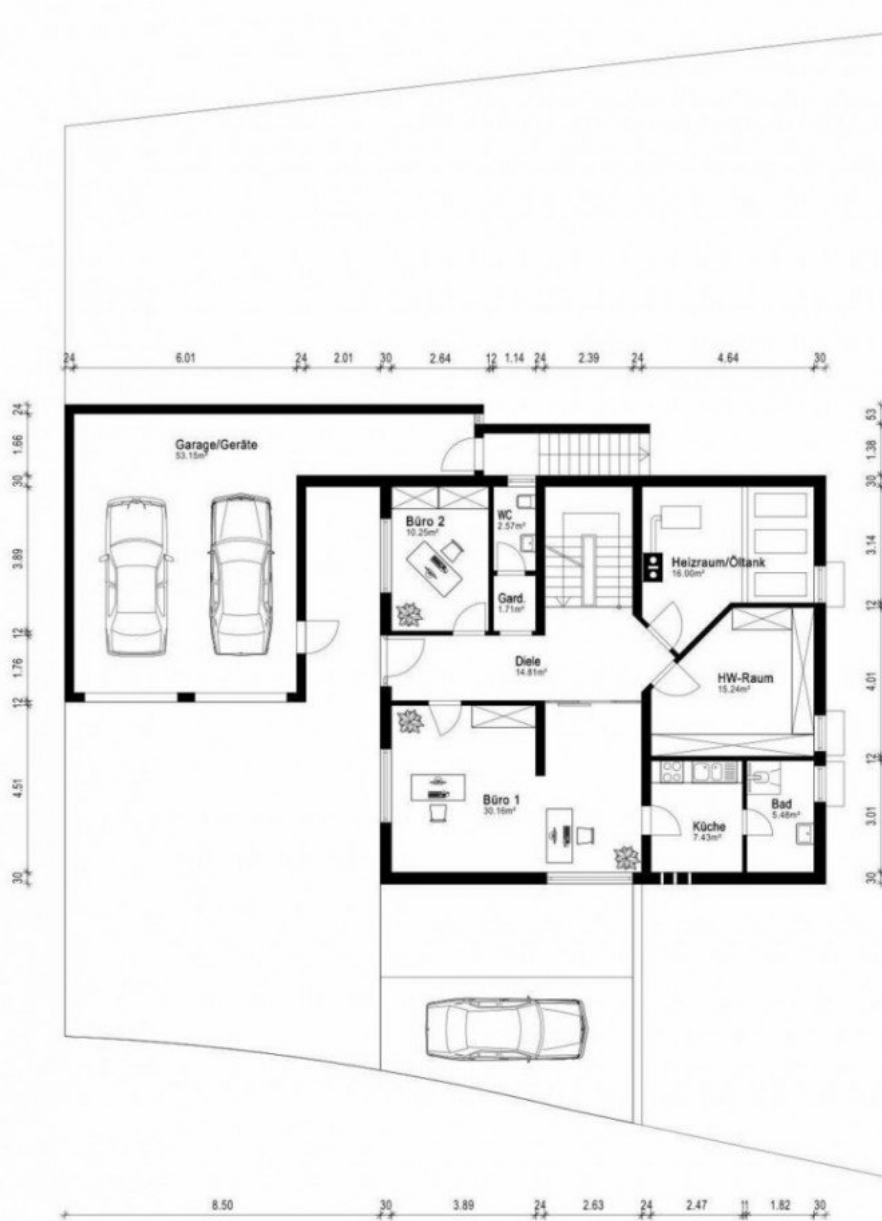 24 6.01 24 2.01 30 2.64 12 1.14 24 2.39 24 4.64 30
24
1.66
30
3.89
12
1.76
12
4.51
30
53
1.38
30
3.14
12
4.01
12
3.01
30
Garage/Geräte
53.15m²
Büro 2
10.25m²
WC
2.57m²
Gard.
1.71m²
Heizraum/Öltank
16.00m²
Diele
14.81m²
HW-Raum
15.24m²
Büro 1
30.16m²
Küche
7.43m²
Bad
5.48m²
8.50 30 3.89 24 2.63 24 2.47 11 1.82 30